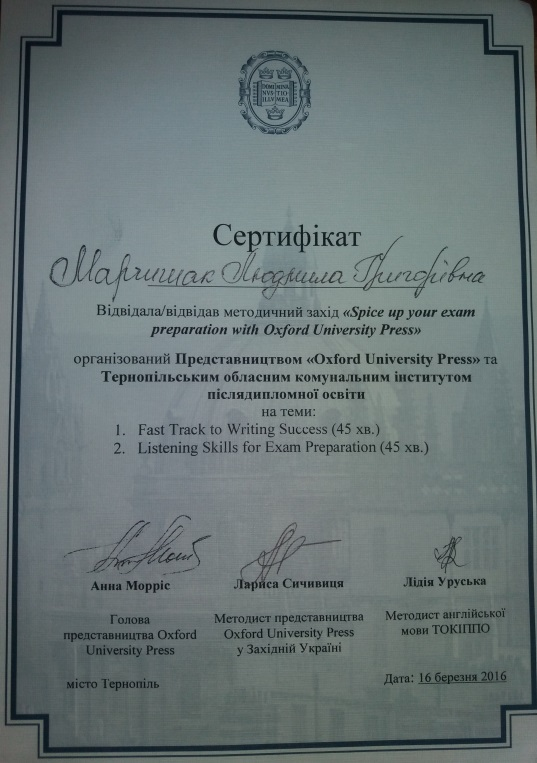 DOMI MINA
NVS TIO
ILLV MEA
Сертифікат
Людмила Григорівна
Відвідала/відвідав методичний захід «Spice up your exam
preparation with Oxford University Press»
організований Представництвом «Oxford University Press» та
Тернопільським обласним комунальним інститутом
післядипломної освіти
на теми:
1. Fast Track to Writing Success (45 хв.)
2. Listening Skills for Exam Preparation (45 хв.)
Анна Морріс Лариса Сичивиця Лідія Уруська
Голова Методист представництва Методист англійської
представництва Oxford Oxford University Press мови ТОКІППО
University Press у Західній Україні
місто Тернопіль Дата: 16 березня 2016